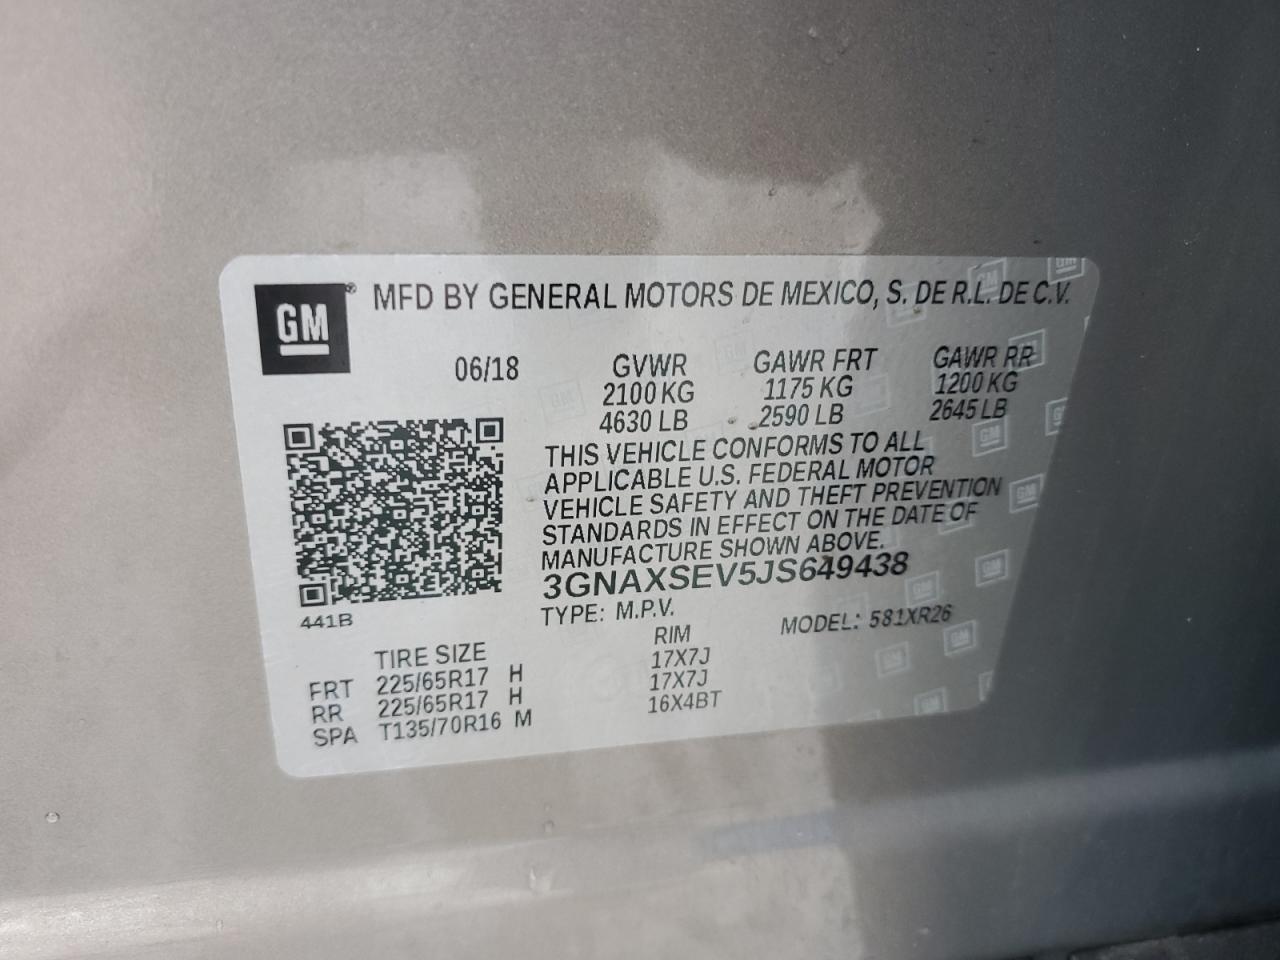 GM® MFD BY GENERAL MOTORS DE MEXICO, S. DE R.L. DE C.V.
06/18 GVWR GAWR FRT GAWR RR
2100 KG 1175 KG 1200 KG
4630 LB 2590 LB 2645 LB
THIS VEHICLE CONFORMS TO ALL
APPLICABLE U.S. FEDERAL MOTOR
VEHICLE SAFETY AND THEFT PREVENTION
STANDARDS IN EFFECT ON THE DATE OF
MANUFACTURE SHOWN ABOVE.
3GNAXSEV5JS649438
441B
TYPE: M.P.V. MODEL: 581XR26
TIRE SIZE RIM
FRT 225/65R17 H 17X7J
RR 225/65R17 H 17X7J
SPA T135/70R16 M 16X4BT